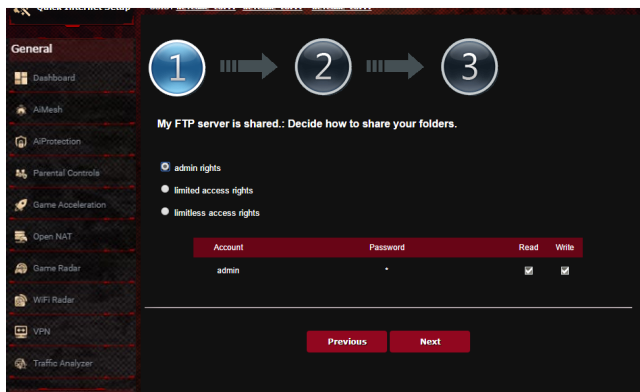 Quick Internet Setup
General
1
2
3
Dashboard
AiMesh
My FTP server is shared.: Decide how to share your folders.
AiProtection
admin rights
Parental Controls
limited access rights
Game Acceleration
limitless access rights
Open NAT
Account Password Read Write
Game Radar
admin *
WiFi Radar
VPN
Previous Next
Traffic Analyzer